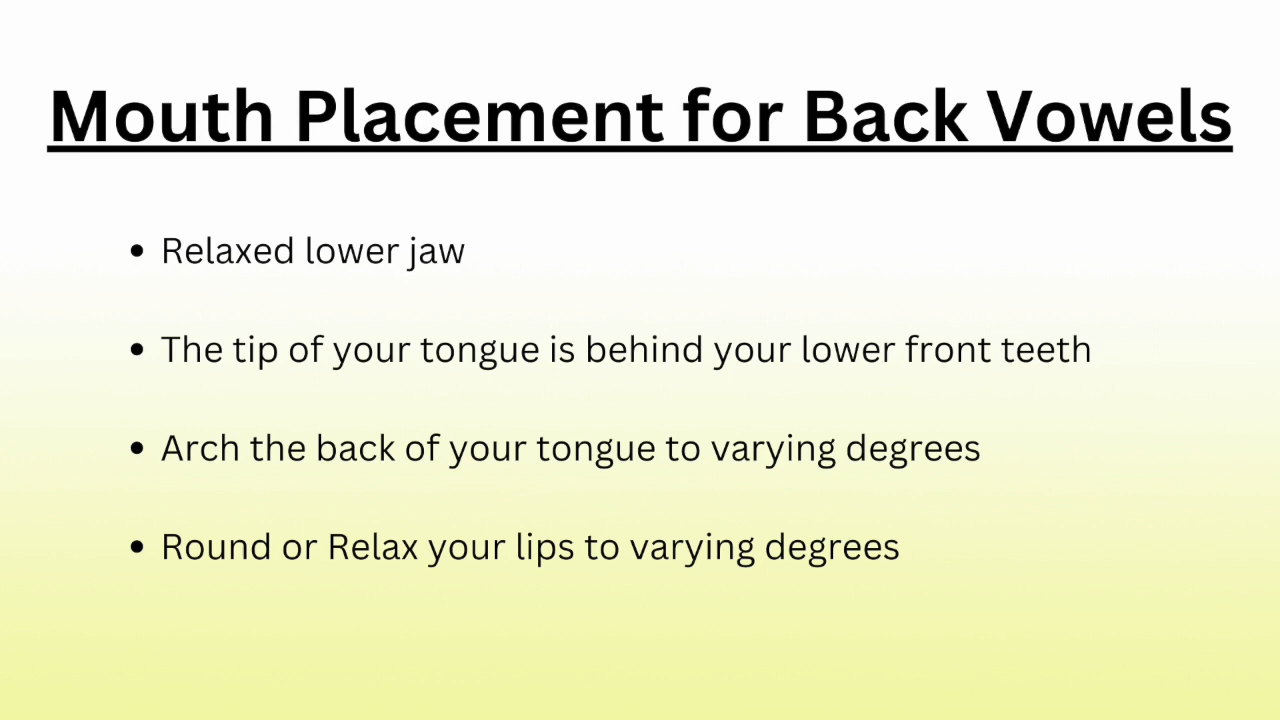 Mouth Placement for Back Vowels
• Relaxed lower jaw
• The tip of your tongue is behind your lower front teeth
• Arch the back of your tongue to varying degrees
• Round or Relax your lips to varying degrees